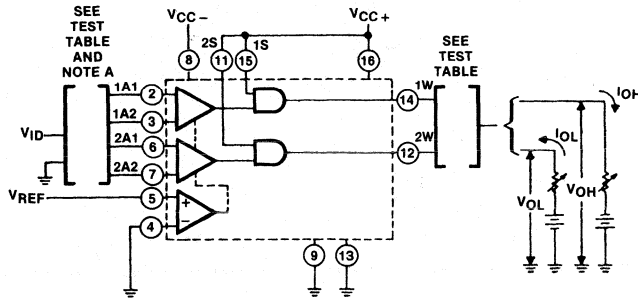 SEE
TEST
TABLE
AND
NOTE A
VCC−
8
2S
11
1S
15
VCC+
16
SEE
TEST
TABLE
1A1 2
1A2 3
2A1 6
2A2 7
VID
VREF 5
+
−
4
14 1W
12 2W
9
13
IOL
IOH
VOL
VOH